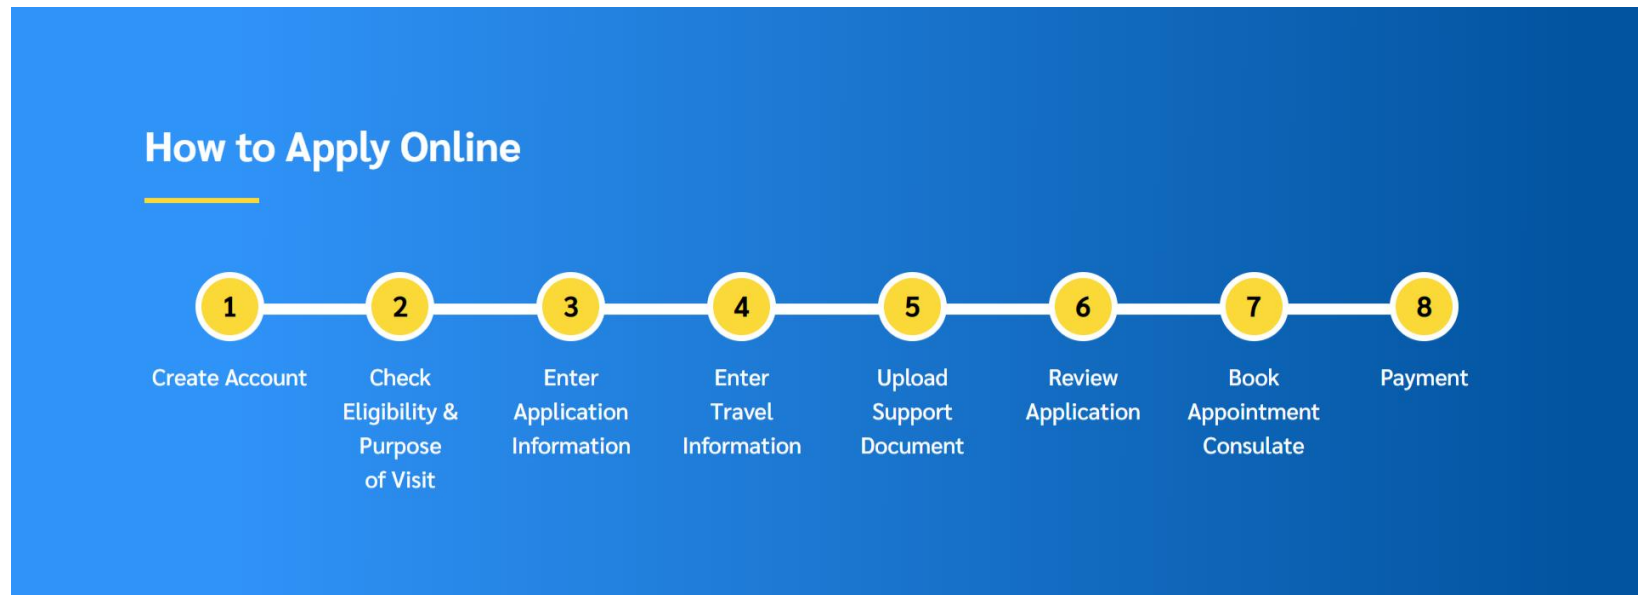 How to Apply Online
1
Create Account
2
Check
Eligibility &
Purpose
of Visit
3
Enter
Application
Information
4
Enter
Travel
Information
5
Upload
Support
Document
6
Review
Application
7
Book
Appointment
Consulate
8
Payment